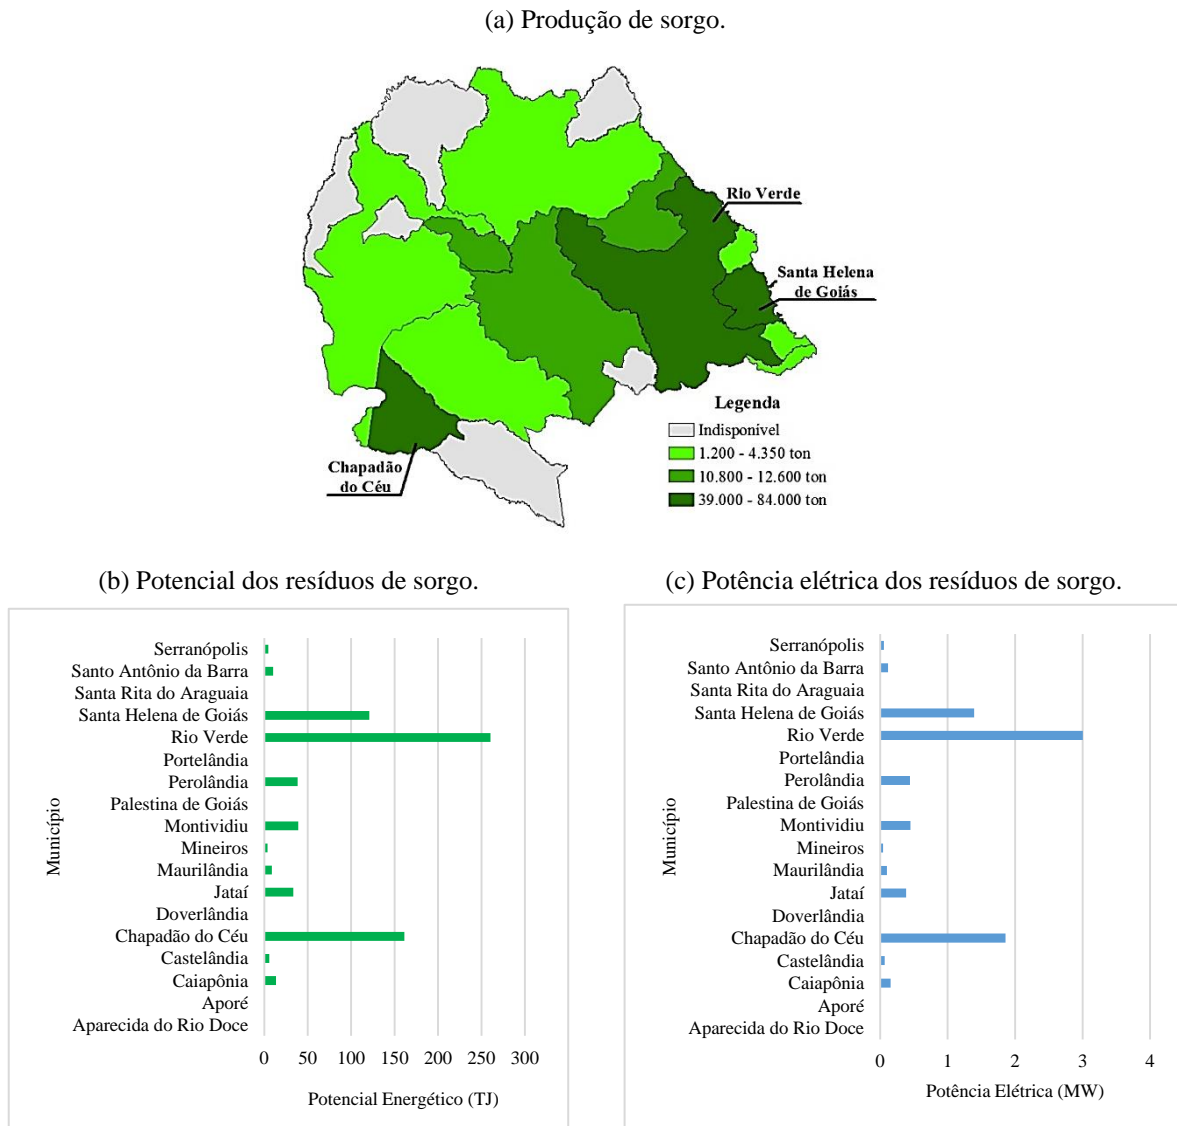 (a) Produção de sorgo.
Rio Verde
Santa Helena
de Goiás
Legenda
Indisponível
1.200 - 4.350 ton
10.800 - 12.600 ton
39.000 - 84.000 ton
Chapadão
do Céu
(b) Potencial dos resíduos de sorgo.
Município
Serranópolis
Santo Antônio da Barra
Santa Rita do Araguaia
Santa Helena de Goiás
Rio Verde
Portelândia
Perolândia
Palestina de Goiás
Montividiu
Mineiros
Maurilândia
Jataí
Doverlândia
Chapadão do Céu
Castelândia
Caiapônia
Aporé
Aparecida do Rio Doce
0 50 100 150 200 250 300
Potencial Energético (TJ)
(c) Potência elétrica dos resíduos de sorgo.
Município
Serranópolis
Santo Antônio da Barra
Santa Rita do Araguaia
Santa Helena de Goiás
Rio Verde
Portelândia
Perolândia
Palestina de Goiás
Montividiu
Mineiros
Maurilândia
Jataí
Doverlândia
Chapadão do Céu
Castelândia
Caiapônia
Aporé
Aparecida do Rio Doce
0 1 2 3 4
Potência Elétrica (MW)